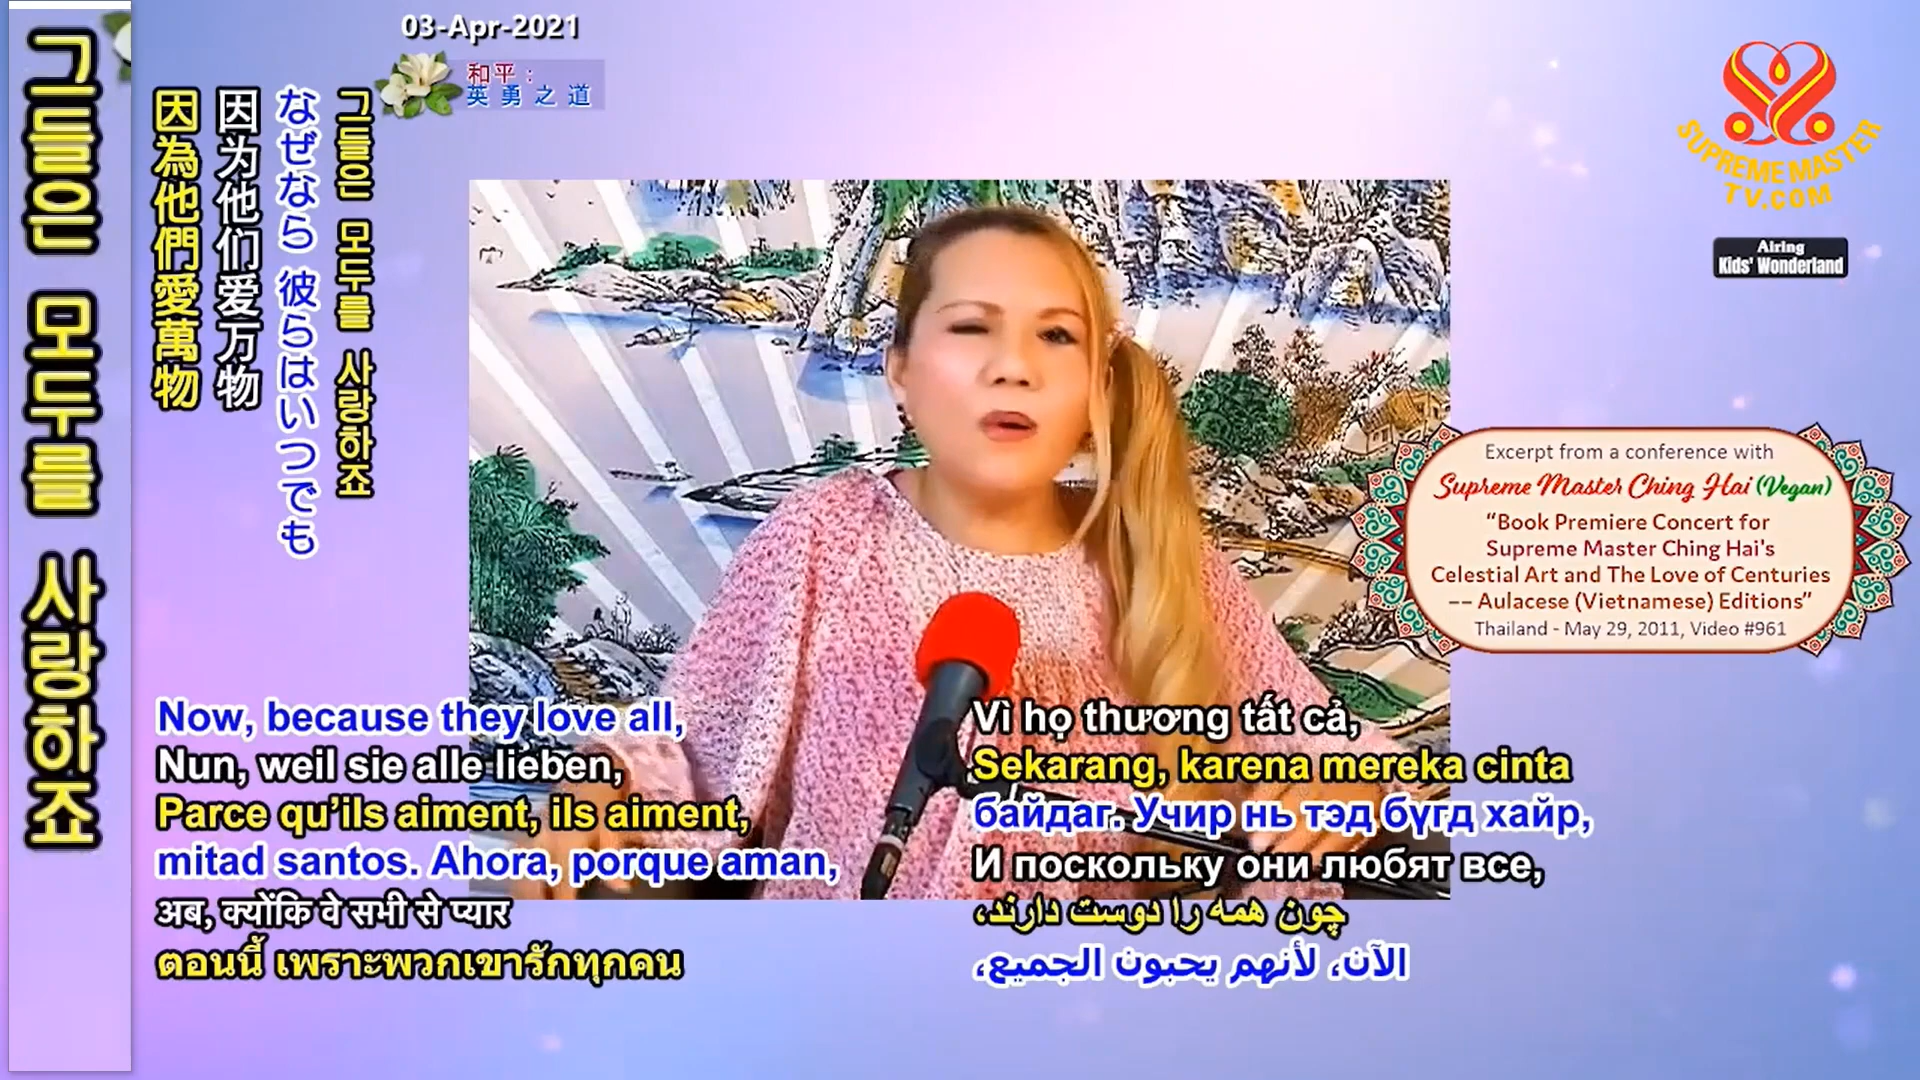 03-Apr-2021
和平：
英勇之道
그들은 모두를 사랑하죠
因為他們愛萬物
因为他们爱万物
なぜなら 彼らはいつでも
그들은 모두를 사랑하죠
SUPREME MASTER
TV.COM
Airing
Kids' Wonderland
Excerpt from a conference with
Supreme Master Ching Hai (Vegan)
“Book Premiere Concert for
Supreme Master Ching Hai's
Celestial Art and The Love of Centuries
-- Aulacese (Vietnamese) Editions”
Thailand - May 29, 2011, Video #961
Now, because they love all,
Nun, weil sie alle lieben,
Parce qu’ils aiment, ils aiment,
mitad santos. Ahora, porque aman,
अब, क्योंकि वे सभी से प्यार
ตอนนี้ เพราะพวกเขารักทุกคน
Vì họ thương tất cả,
Sekarang, karena mereka cinta
байдаг. Учир нь тэд бүгд хайр,
И поскольку они любят все,
چون همه را دوست دارند،
الآن، لأنهم يحبون الجميع،